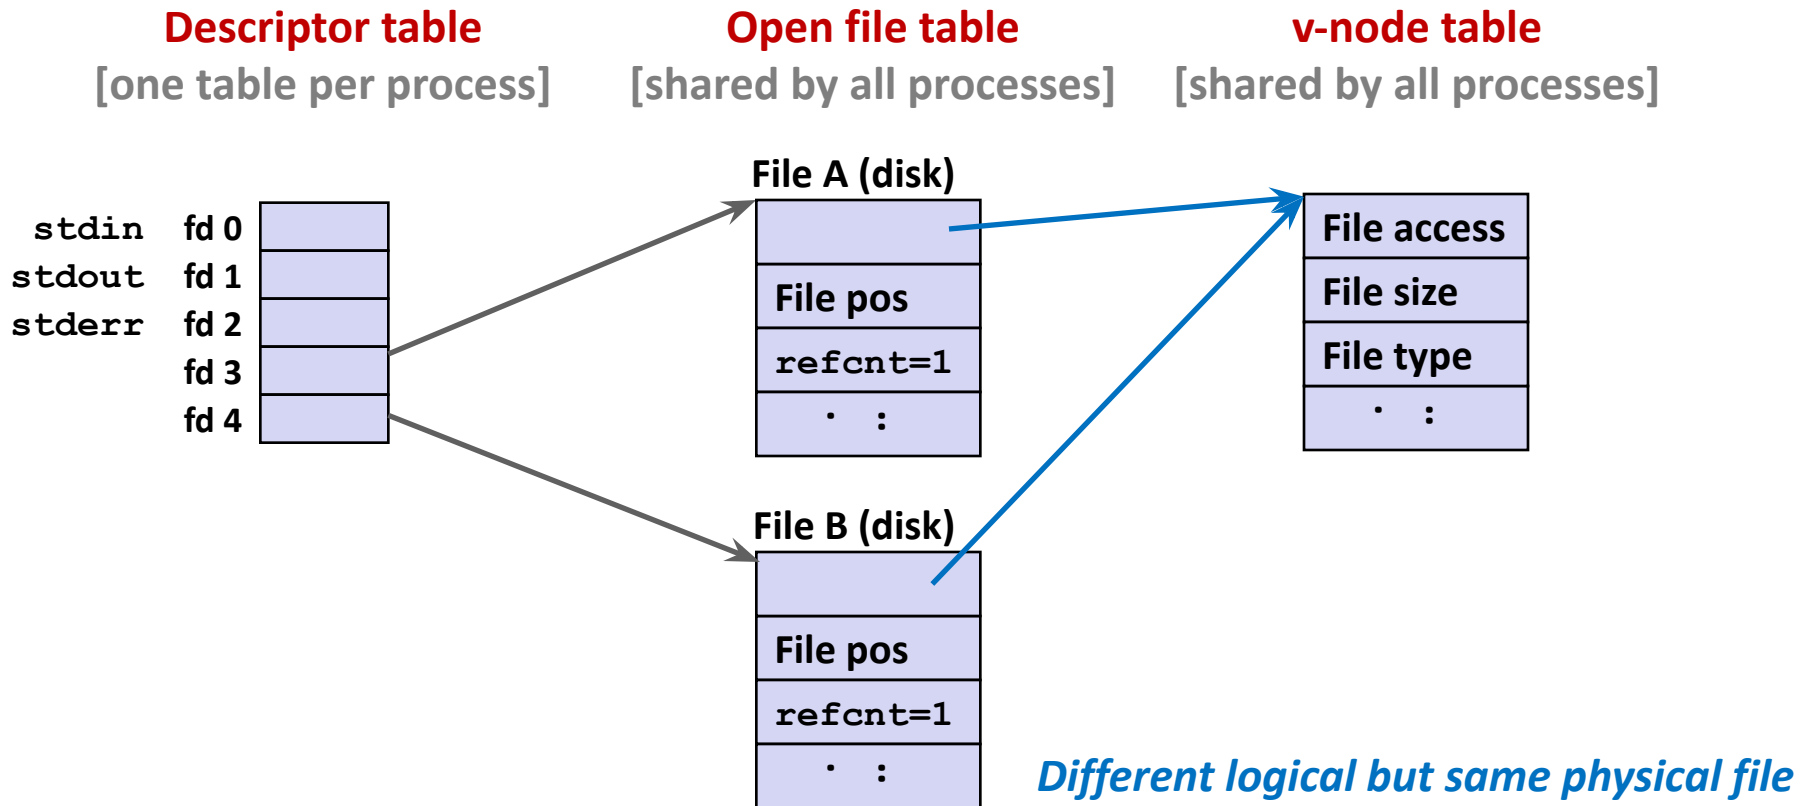 Descriptor table
[one table per process]
Open file table
[shared by all processes]
v-node table
[shared by all processes]
stdin fd 0
stdout fd 1
stderr fd 2
fd 3
fd 4
File A (disk)
File pos
refcnt=1
. :
File B (disk)
File pos
refcnt=1
. :
File access
File size
File type
. :
Different logical but same physical file